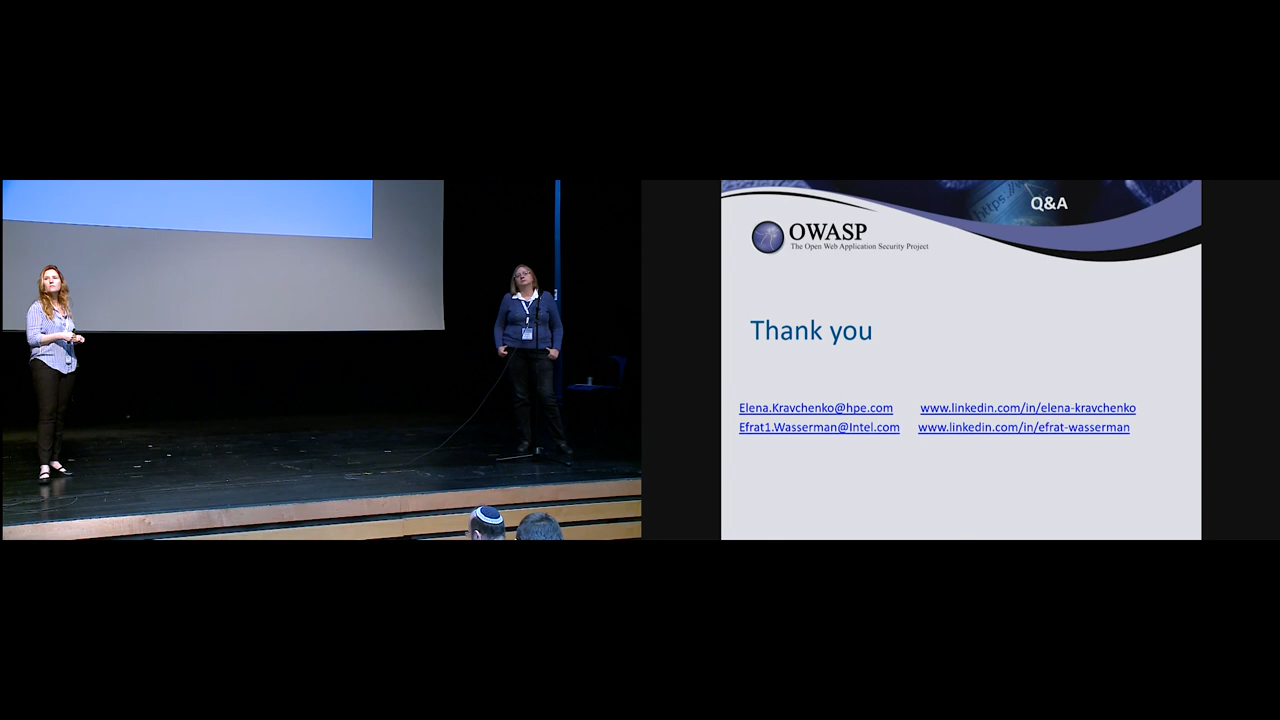 https://
Q&A
OWASP
The Open Web Application Security Project
Thank you
Elena.Kravchenko@hpe.com www.linkedin.com/in/elena-kravchenko
Efrat1.Wasserman@Intel.com www.linkedin.com/in/efrat-wasserman